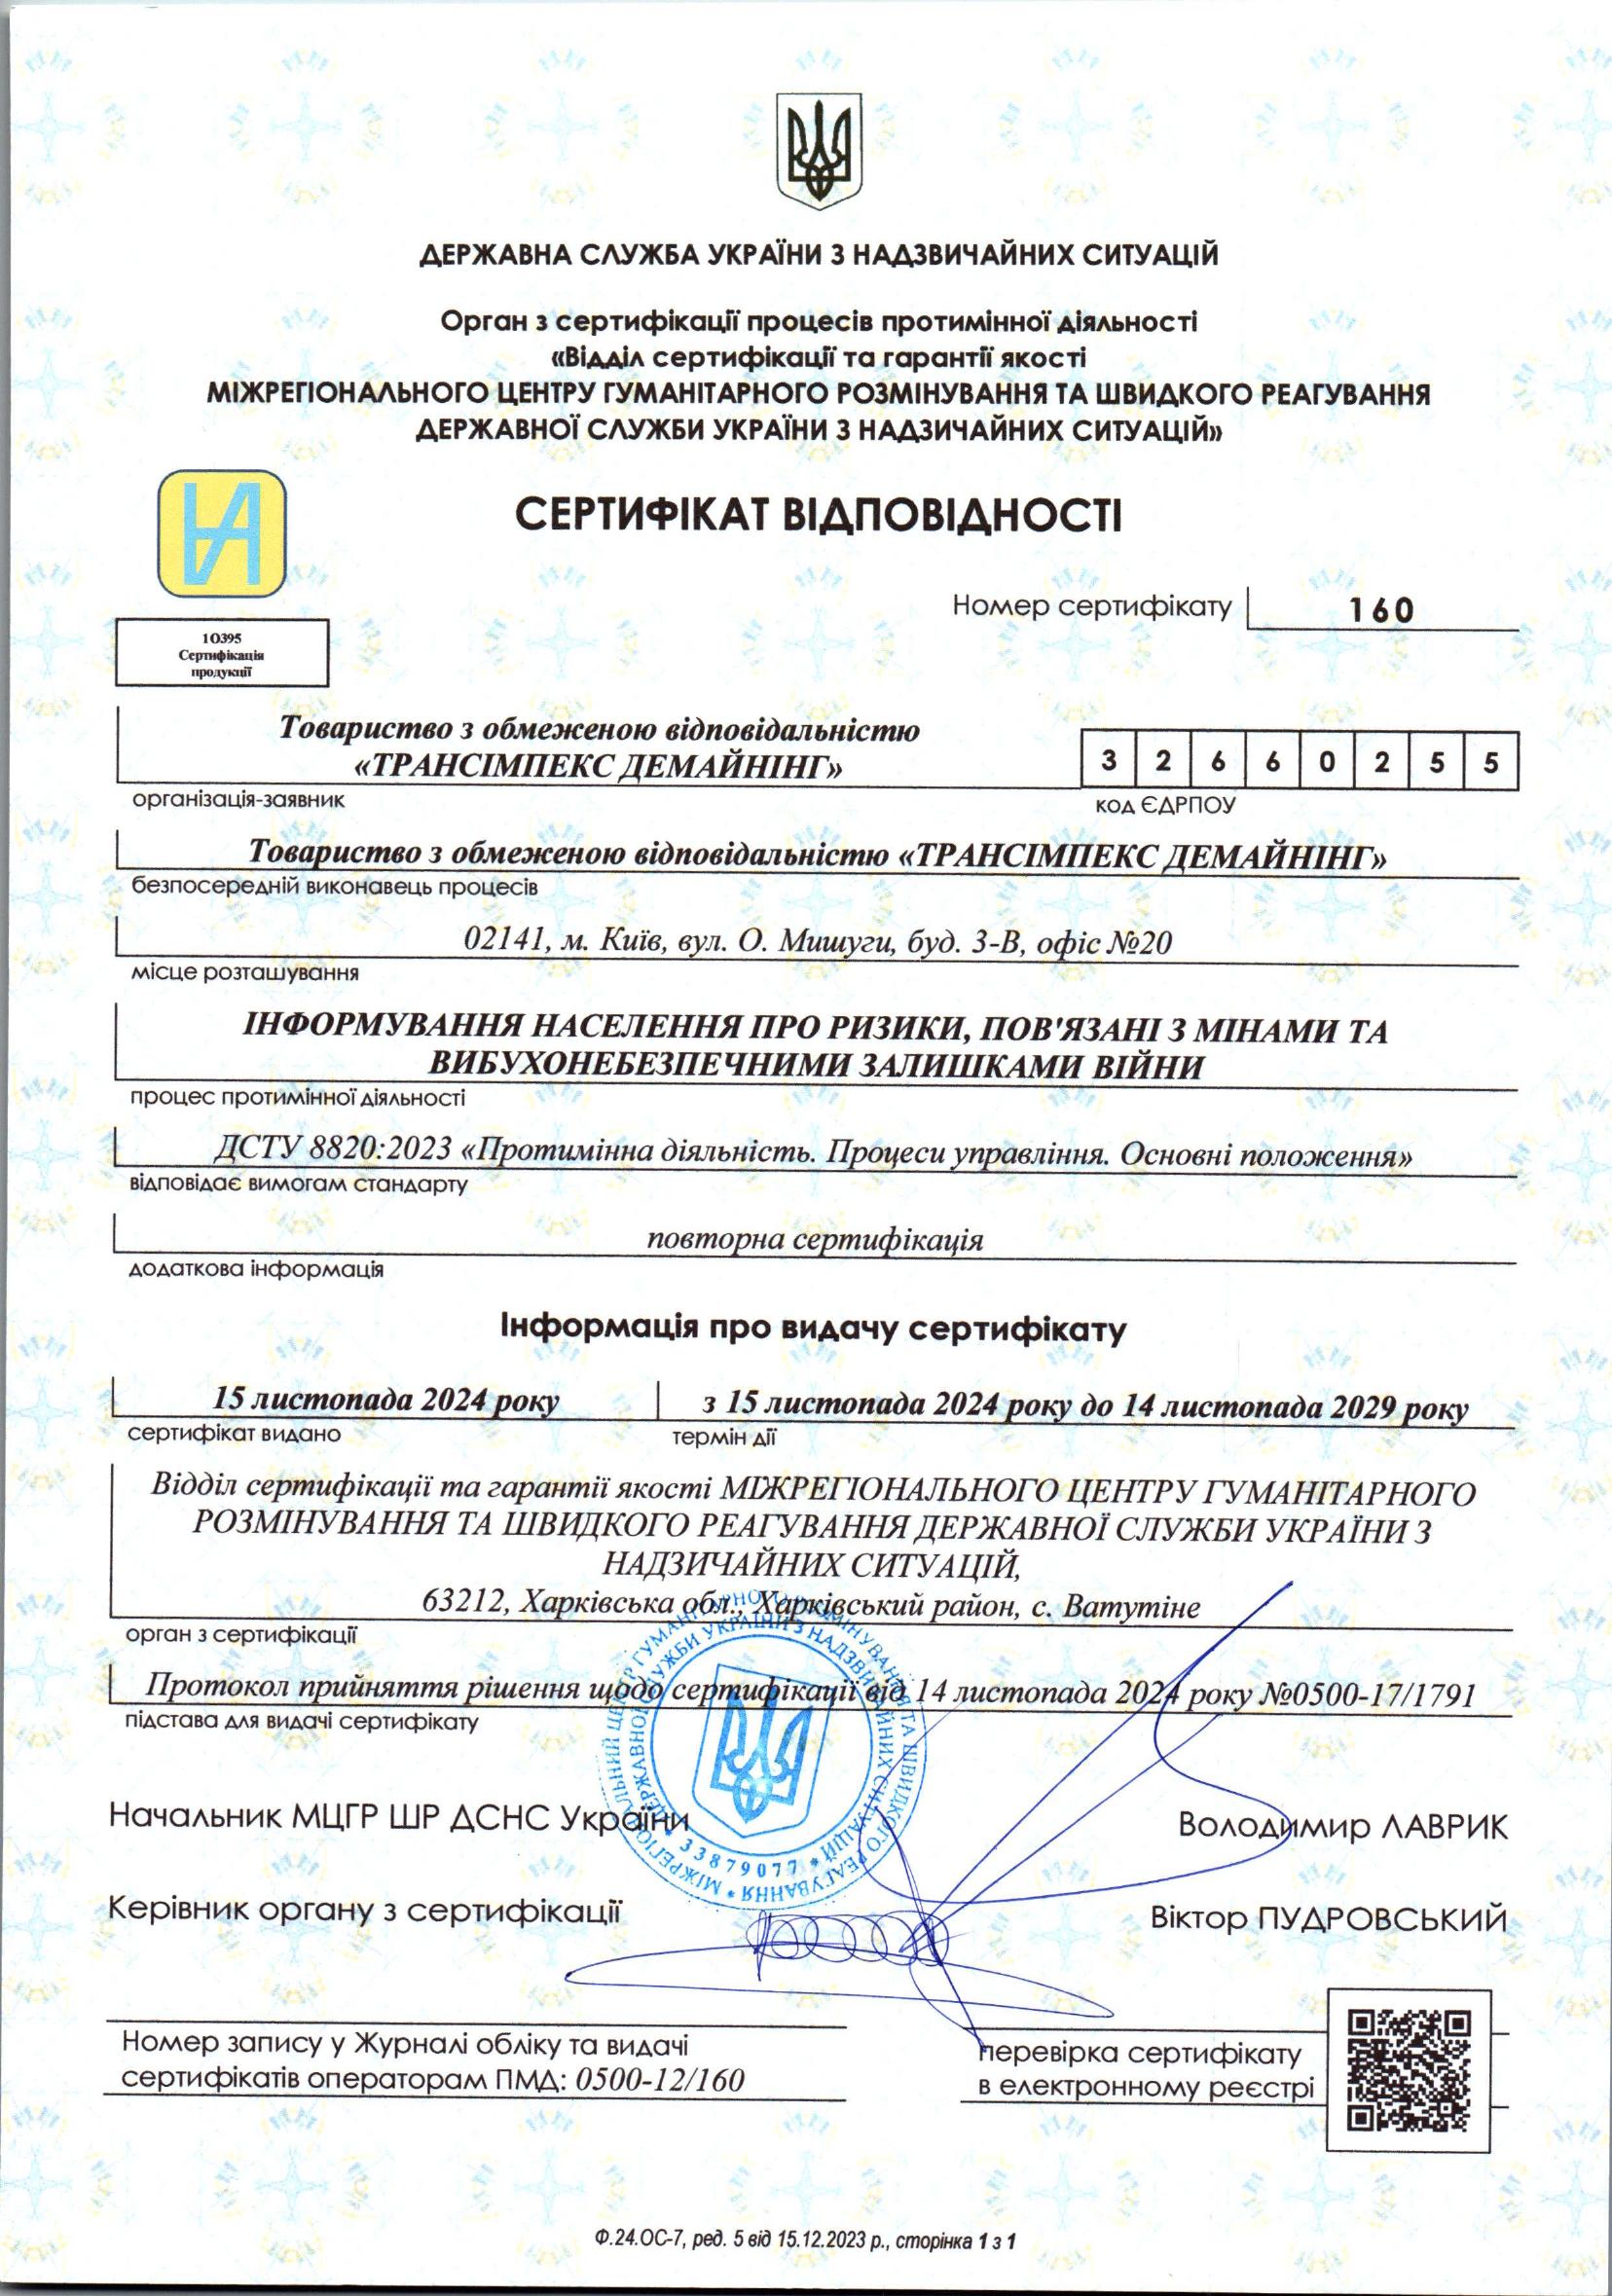 ДЕРЖАВНА СЛУЖБА УКРАЇНИ З НАДЗВИЧАЙНИХ СИТУАЦІЙ
Орган з сертифікації процесів протимінної діяльності
«Відділ сертифікації та гарантії якості
МІЖРЕГІОНАЛЬНОГО ЦЕНТРУ ГУМАНІТАРНОГО РОЗМІНУВАННЯ ТА ШВИДКОГО РЕАГУВАННЯ
ДЕРЖАВНОЇ СЛУЖБИ УКРАЇНИ З НАДЗИЧАЙНИХ СИТУАЦІЙ»
СЕРТИФІКАТ ВІДПОВІДНОСТІ
Номер сертифікату 160
1О395
Сертифікація
продукції
Товариство з обмеженою відповідальністю
«ТРАНСІМПЕКС ДЕМАЙНІНГ»
3 2 6 6 0 2 5 5
організація-заявник
код ЄДРПОУ
Товариство з обмеженою відповідальністю «ТРАНСІМПЕКС ДЕМАЙНІНГ»
безпосередній виконавець процесів
02141, м. Київ, вул. О. Мишуги, буд. 3-В, офіс №20
місце розташування
ІНФОРМУВАННЯ НАСЕЛЕННЯ ПРО РИЗИКИ, ПОВ'ЯЗАНІ З МІНАМИ ТА
ВИБУХОНЕБЕЗПЕЧНИМИ ЗАЛИШКАМИ ВІЙНИ
процес протимінної діяльності
ДСТУ 8820:2023 «Протимінна діяльність. Процеси управління. Основні положення»
відповідає вимогам стандарту
повторна сертифікація
додаткова інформація
Інформація про видачу сертифікату
15 листопада 2024 року
з 15 листопада 2024 року до 14 листопада 2029 року
сертифікат видано
термін дії
Відділ сертифікації та гарантії якості МІЖРЕГІОНАЛЬНОГО ЦЕНТРУ ГУМАНІТАРНОГО
РОЗМІНУВАННЯ ТА ШВИДКОГО РЕАГУВАННЯ ДЕРЖАВНОЇ СЛУЖБИ УКРАЇНИ З
НАДЗИЧАЙНИХ СИТУАЦІЙ,
63212, Харківська обл., Харківський район, с. Ватутіне
орган з сертифікації
Протокол прийняття рішення щодо сертифікації від 14 листопада 2024 року №0500-17/1791
підстава для видачі сертифікату
МІЖРЕГІОНАЛЬНИЙ ЦЕНТР ГУМАНІТАРНОГО РОЗМІНУВАННЯ ТА ШВИДКОГО РЕАГУВАННЯ *
ДЕРЖАВНОЇ СЛУЖБИ УКРАЇНИ З НАДЗВИЧАЙНИХ СИТУАЦІЙ * 33879077 *
Начальник МЦГР ШР ДСНС України
Володимир ЛАВРИК
Керівник органу з сертифікації
Віктор ПУДРОВСЬКИЙ
Номер запису у Журналі обліку та видачі
сертифікатів операторам ПМД: 0500-12/160
перевірка сертифікату
в електронному реєстрі
Ф.24.ОС-7, ред. 5 від 15.12.2023 р., сторінка 1 з 1